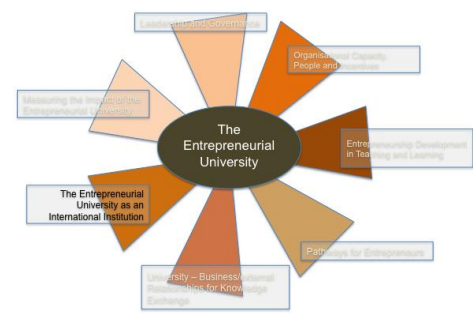 Leadership and Governance
Organisational Capacity,
People and Incentives
Measuring the Impact of the
Entrepreneurial University
The
Entrepreneurial
University
Entrepreneurship Development
in Teaching and Learning
The Entrepreneurial
University as an
International Institution
Pathways for Entrepreneurs
University – Business/external
Relationships for Knowledge
Exchange